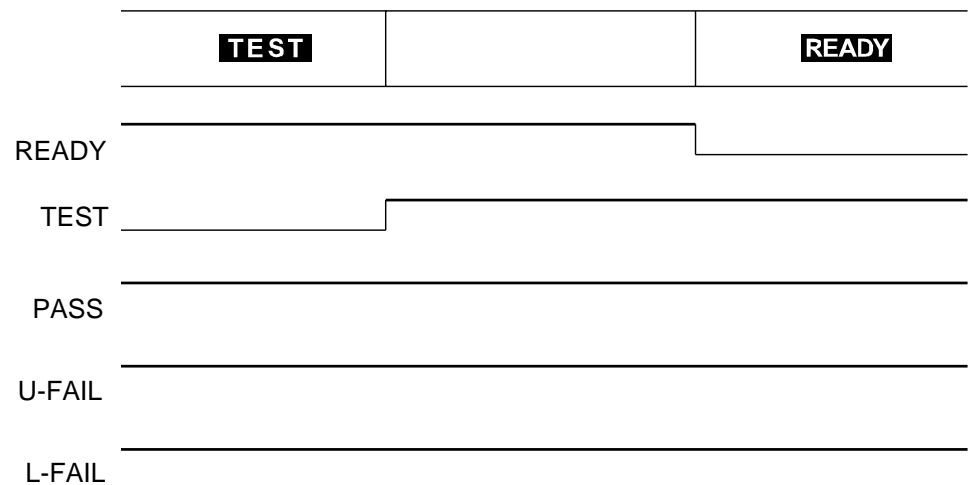 TEST READY
READY
TEST
PASS
U-FAIL
L-FAIL